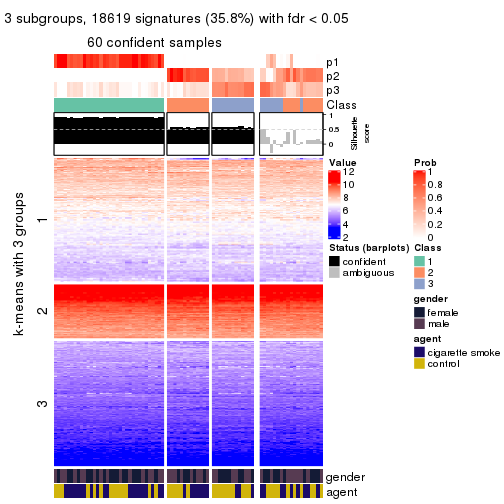 3 subgroups, 18619 signatures (35.8%) with fdr < 0.05
60 confident samples
p1
p2
p3
Class
1
0.5
0
Silhouette
score
k-means with 3 groups
1
2
3
gender
agent
Value
12
10
8
6
4
2
Prob
1
0.8
0.6
0.4
0.2
0
Status (barplots)
confident
ambiguous
Class
1
2
3
gender
female
male
agent
cigarette smoke
control